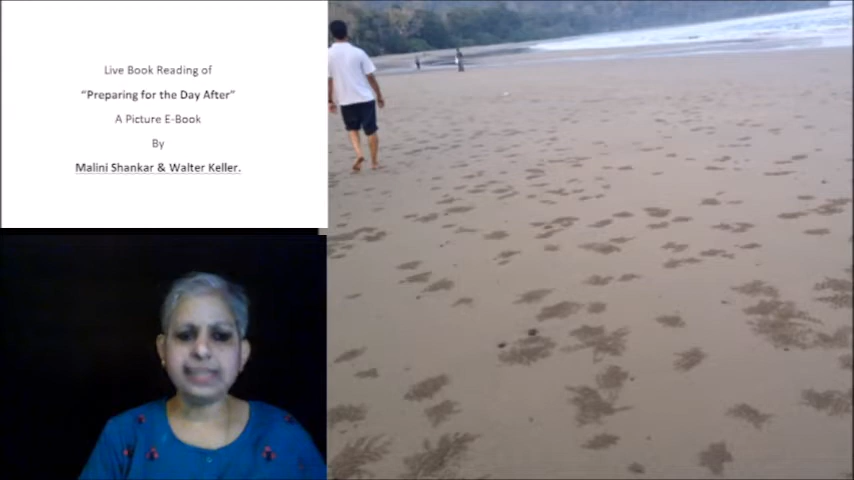 Live Book Reading of
“Preparing for the Day After”
A Picture E-Book
By
Malini Shankar & Walter Keller.